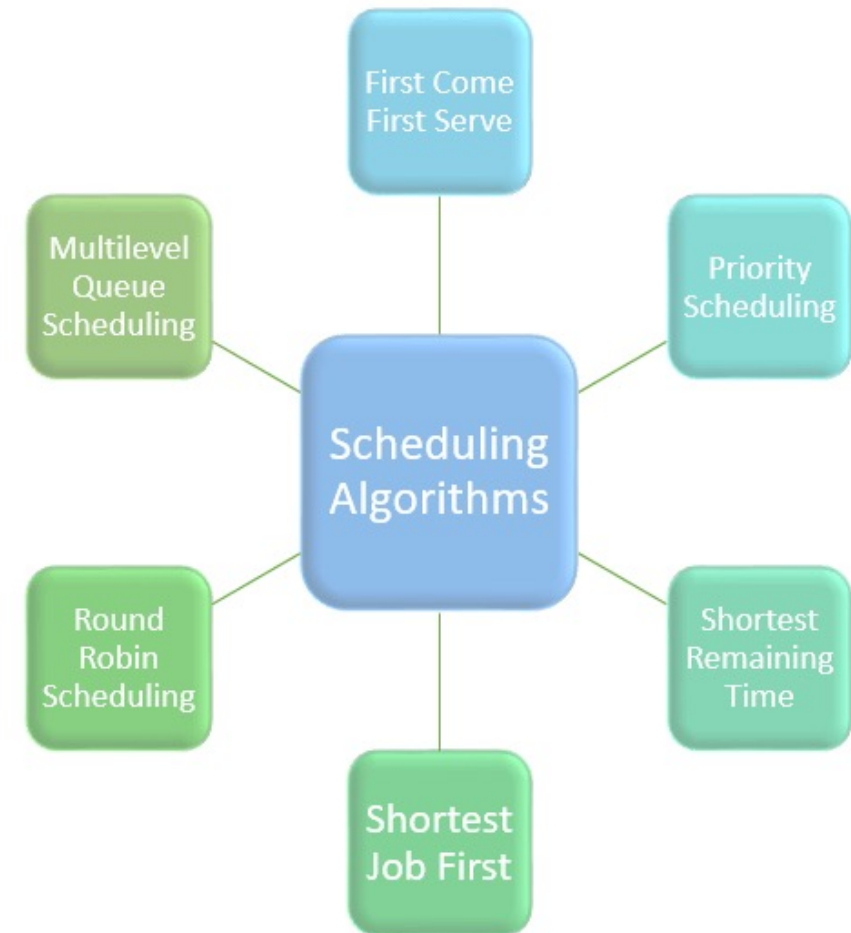 First Come
First Serve
Multilevel
Queue
Scheduling
Priority
Scheduling
Scheduling
Algorithms
Round
Robin
Scheduling
Shortest
Remaining
Time
Shortest
Job First